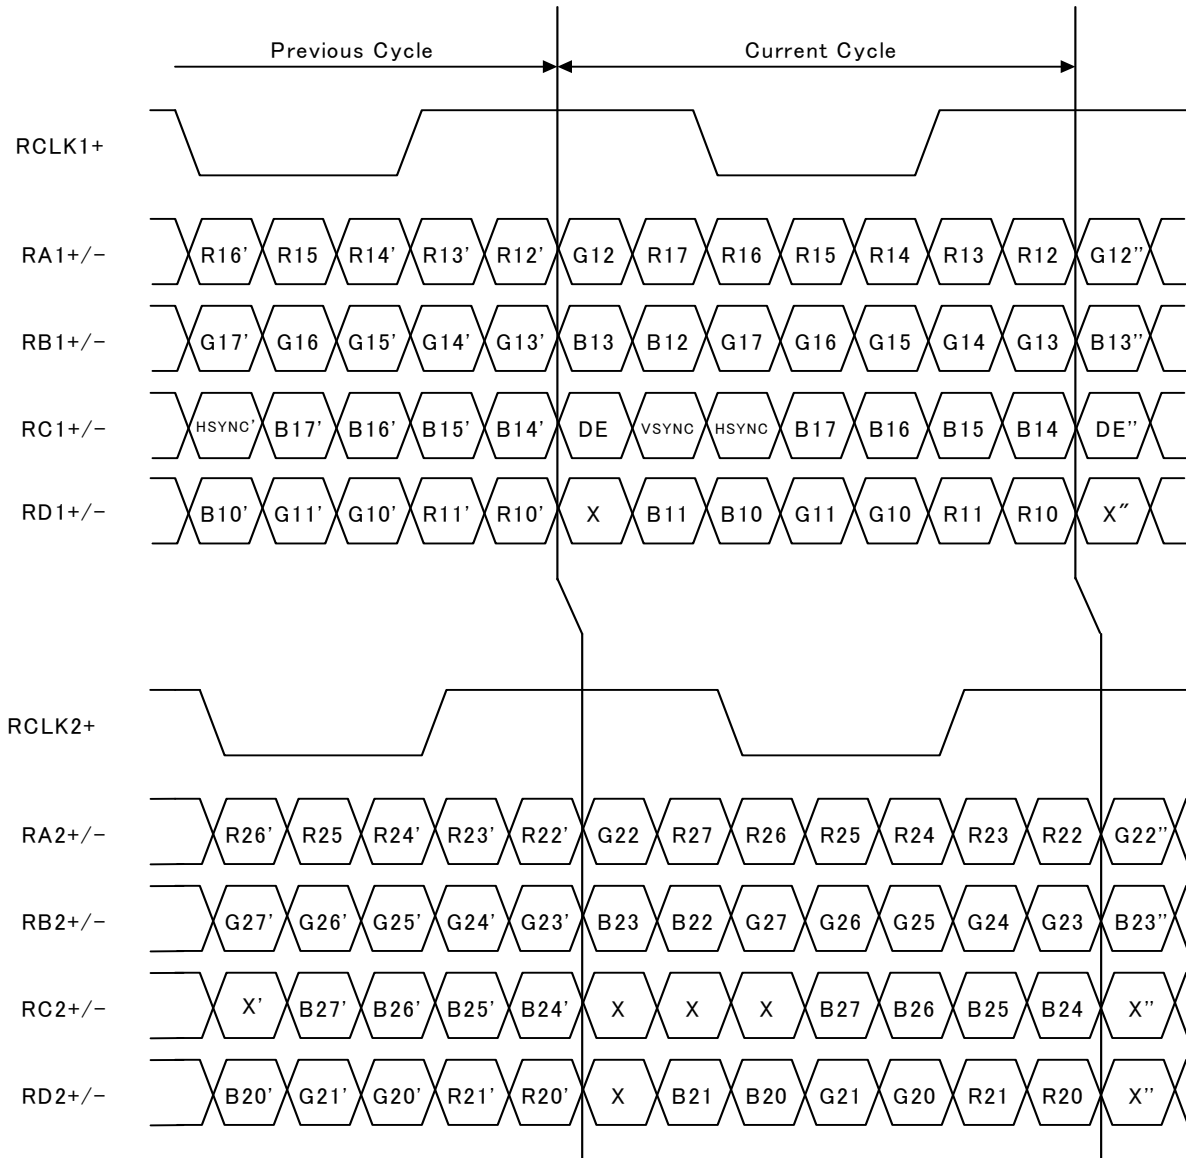 Previous Cycle Current Cycle
RCLK1+
RA1+/- R16' R15 R14' R13' R12' G12 R17 R16 R15 R14 R13 R12 G12''
RB1+/- G17' G16 G15' G14' G13' B13 B12 G17 G16 G15 G14 G13 B13''
RC1+/- HSYNC' B17' B16' B15' B14' DE VSYNC HSYNC B17 B16 B15 B14 DE''
RD1+/- B10' G11' G10' R11' R10' X B11 B10 G11 G10 R11 R10 X″
RCLK2+
RA2+/- R26' R25 R24' R23' R22' G22 R27 R26 R25 R24 R23 R22 G22''
RB2+/- G27' G26' G25' G24' G23' B23 B22 G27 G26 G25 G24 G23 B23''
RC2+/- X' B27' B26' B25' B24' X X X B27 B26 B25 B24 X''
RD2+/- B20' G21' G20' R21' R20' X B21 B20 G21 G20 R21 R20 X''